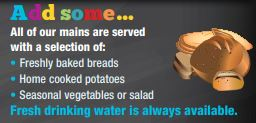 Add some...
All of our mains are served
with a selection of:
• Freshly baked breads
• Home cooked potatoes
• Seasonal vegetables or salad
Fresh drinking water is always available.